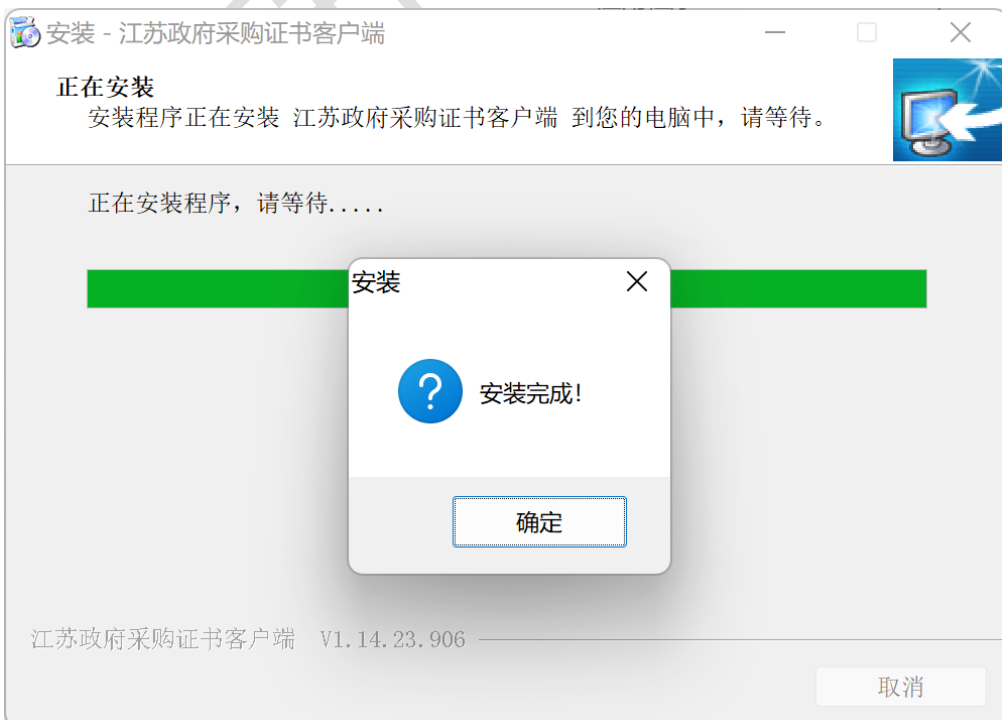 安装 - 江苏政府采购证书客户端
正在安装
安装程序正在安装 江苏政府采购证书客户端 到您的电脑中，请等待。
正在安装程序，请等待.....
安装
安装完成！
确定
江苏政府采购证书客户端 V1.14.23.906
取消